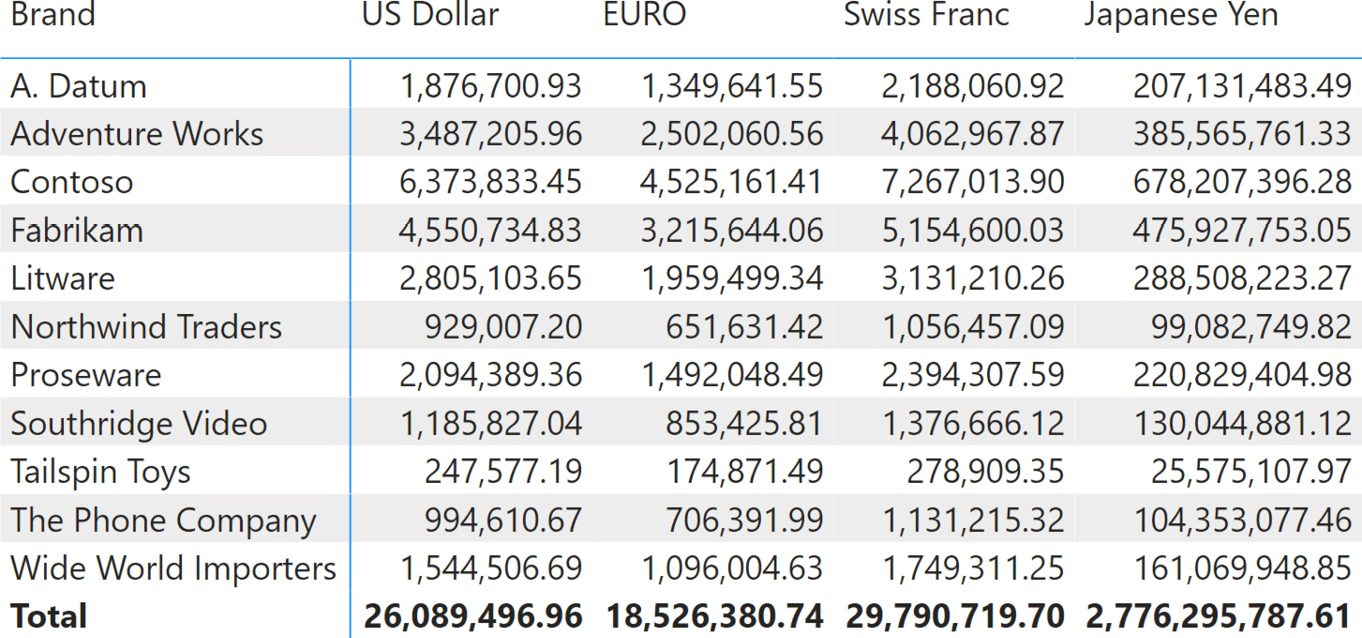 Brand US Dollar EURO Swiss Franc Japanese Yen
A. Datum 1,876,700.93 1,349,641.55 2,188,060.92 207,131,483.49
Adventure Works 3,487,205.96 2,502,060.56 4,062,967.87 385,565,761.33
Contoso 6,373,833.45 4,525,161.41 7,267,013.90 678,207,396.28
Fabrikam 4,550,734.83 3,215,644.06 5,154,600.03 475,927,753.05
Litware 2,805,103.65 1,959,499.34 3,131,210.26 288,508,223.27
Northwind Traders 929,007.20 651,631.42 1,056,457.09 99,082,749.82
Proseware 2,094,389.36 1,492,048.49 2,394,307.59 220,829,404.98
Southridge Video 1,185,827.04 853,425.81 1,376,666.12 130,044,881.12
Tailspin Toys 247,577.19 174,871.49 278,909.35 25,575,107.97
The Phone Company 994,610.67 706,391.99 1,131,215.32 104,353,077.46
Wide World Importers 1,544,506.69 1,096,004.63 1,749,311.25 161,069,948.85
Total 26,089,496.96 18,526,380.74 29,790,719.70 2,776,295,787.61